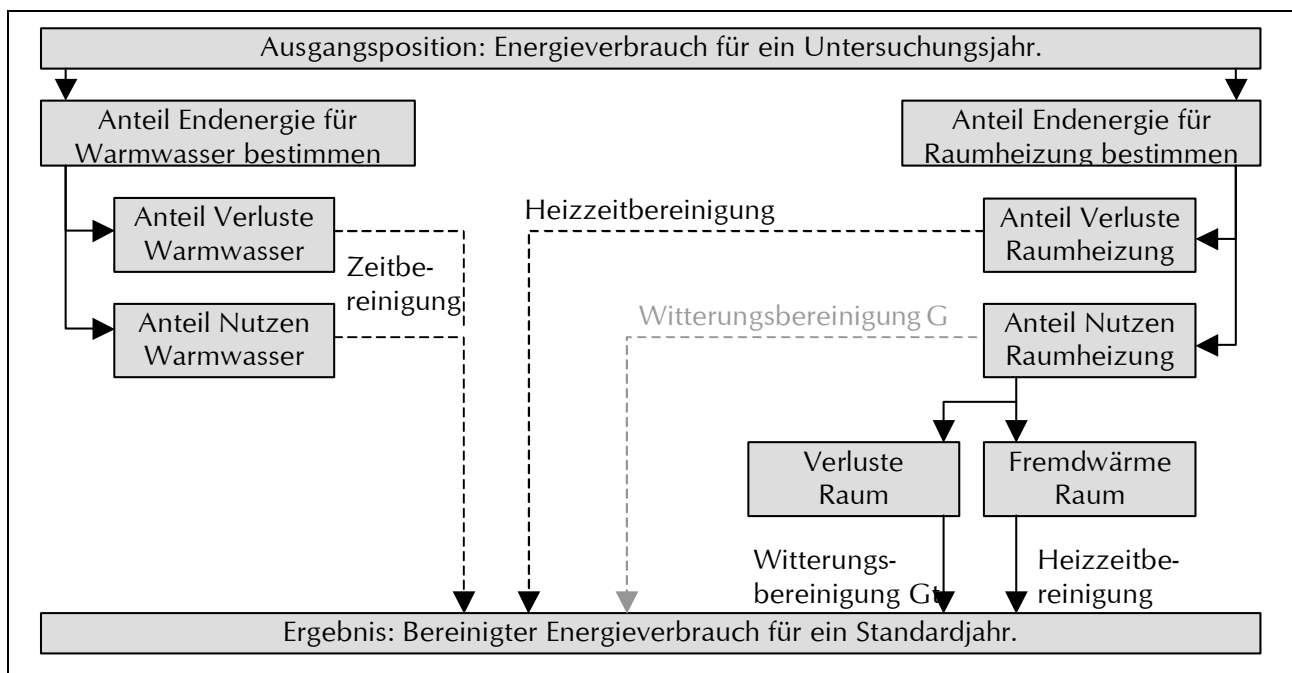 Ausgangsposition: Energieverbrauch für ein Untersuchungsjahr.
Anteil Endenergie für
Warmwasser bestimmen
Anteil Endenergie für
Raumheizung bestimmen
Anteil Verluste
Warmwasser
Heizzeitbereinigung
Anteil Verluste
Raumheizung
Zeitbe-
reinigung
Anteil Nutzen
Warmwasser
Witterungsbereinigung G
Anteil Nutzen
Raumheizung
Verluste
Raum
Fremdwärme
Raum
Witterungs-
bereinigung Gt
Heizzeitbe-
reinigung
Ergebnis: Bereinigter Energieverbrauch für ein Standardjahr.